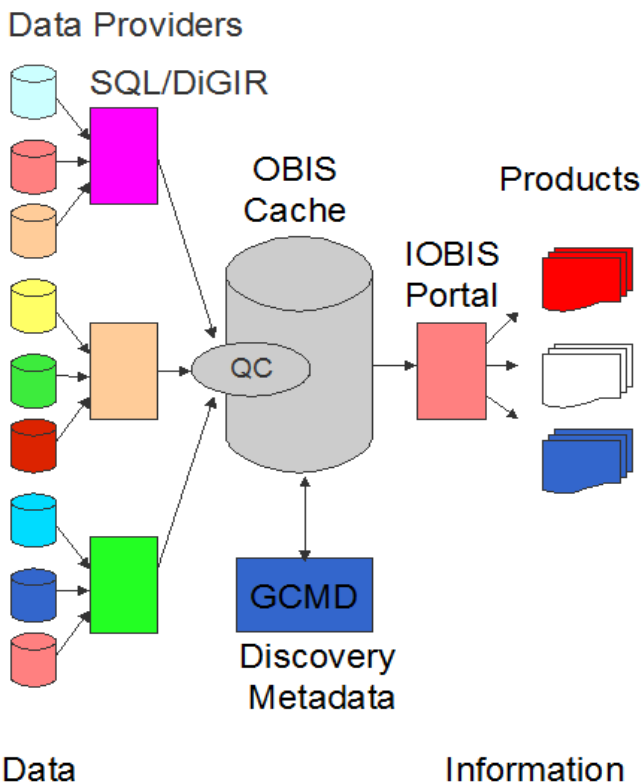 Data Providers
SQL/DiGIR
OBIS
Cache
Products
IOBIS
Portal
QC
GCMD
Discovery
Metadata
Data
Information